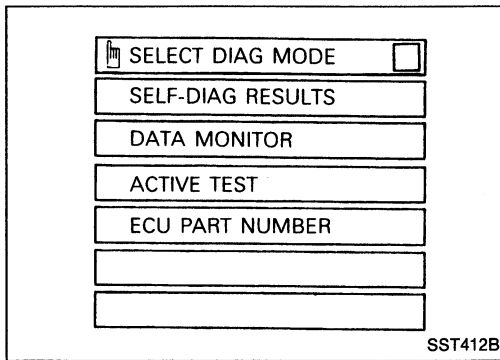 SELECT DIAG MODE
SELF-DIAG RESULTS
DATA MONITOR
ACTIVE TEST
ECU PART NUMBER
SST412B